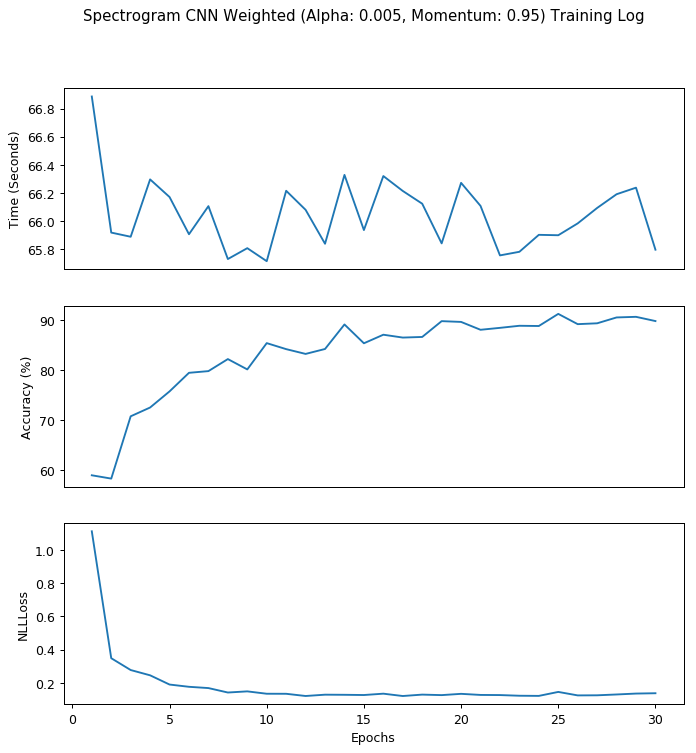 Spectrogram CNN Weighted (Alpha: 0.005, Momentum: 0.95) Training Log
Time (Seconds)
66.8
66.6
66.4
66.2
66.0
65.8
Accuracy (%)
90
80
70
60
NLLLoss
1.0
0.8
0.6
0.4
0.2
0 5 10 15 20 25 30
Epochs